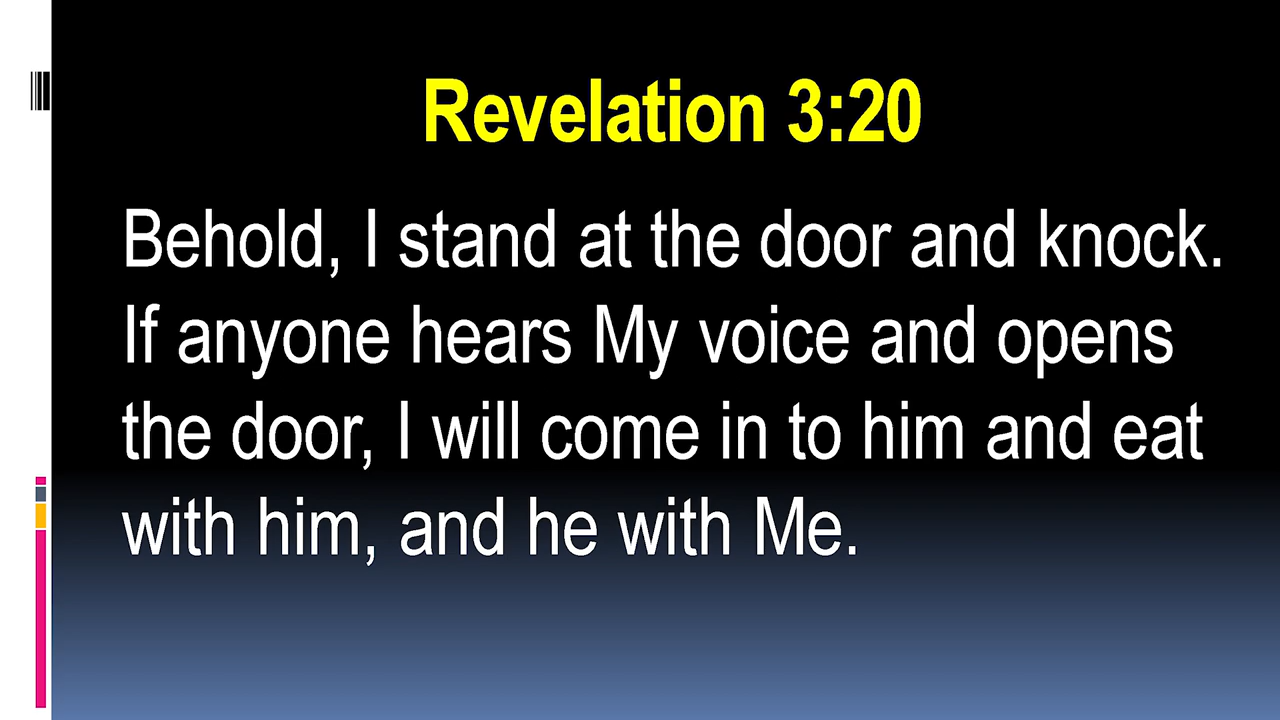 Revelation 3:20
Behold, I stand at the door and knock.
If anyone hears My voice and opens
the door, I will come in to him and eat
with him, and he with Me.